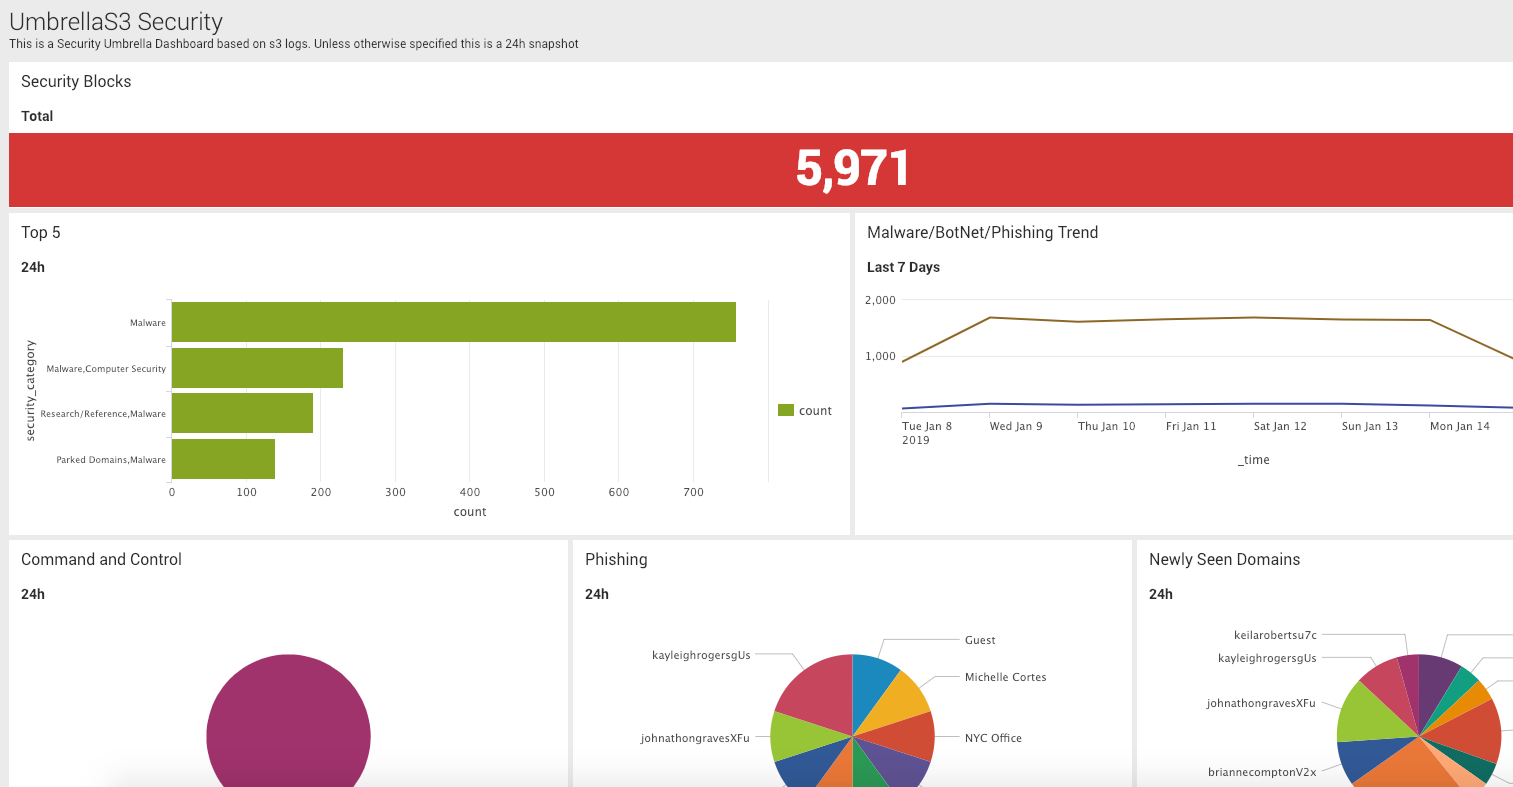 UmbrellaS3 Security
This is a Security Umbrella Dashboard based on s3 logs. Unless otherwise specified this is a 24h snapshot
Security Blocks
Total
5,971
Top 5
24h
security_category
Malware
Malware,Computer Security
Research/Reference,Malware
Parked Domains,Malware
0 100 200 300 400 500 600 700
count
count
Malware/BotNet/Phishing Trend
Last 7 Days
2,000
1,000
Tue Jan 8 Wed Jan 9 Thu Jan 10 Fri Jan 11 Sat Jan 12 Sun Jan 13 Mon Jan 14
2019
_time
Command and Control
24h
Phishing
24h
Guest
kayleighrogersgUs
Michelle Cortes
johnathongravesXFu
NYC Office
Newly Seen Domains
24h
keilarobertsu7c
kayleighrogersgUs
johnathongravesXFu
briannecomptonV2x